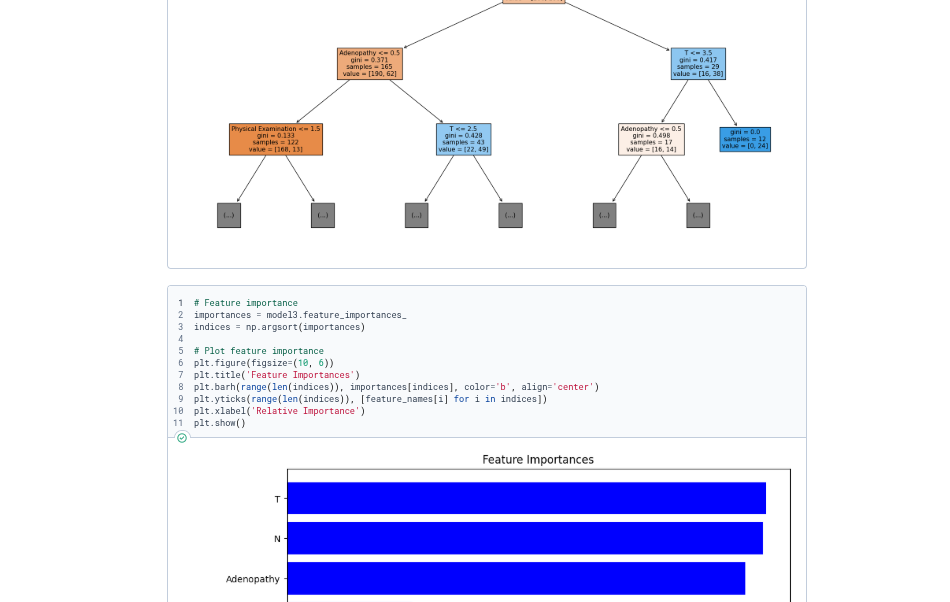 Adenopathy <= 0.5
gini = 0.371
samples = 165
value = [190, 62]
T <= 3.5
gini = 0.417
samples = 29
value = [16, 38]
Physical Examination <= 1.5
gini = 0.133
samples = 122
value = [168, 13]
T <= 2.5
gini = 0.428
samples = 43
value = [22, 49]
Adenopathy <= 0.5
gini = 0.498
samples = 17
value = [16, 14]
gini = 0.0
samples = 12
value = [0, 24]
(...)
(...)
(...)
(...)
(...)
(...)
1 # Feature importance
2 importances = model3.feature_importances_
3 indices = np.argsort(importances)
4
5 # Plot feature importance
6 plt.figure(figsize=(10, 6))
7 plt.title('Feature Importances')
8 plt.barh(range(len(indices)), importances[indices], color='b', align='center')
9 plt.yticks(range(len(indices)), [feature_names[i] for i in indices])
10 plt.xlabel('Relative Importance')
11 plt.show()
Feature Importances
T
N
Adenopathy